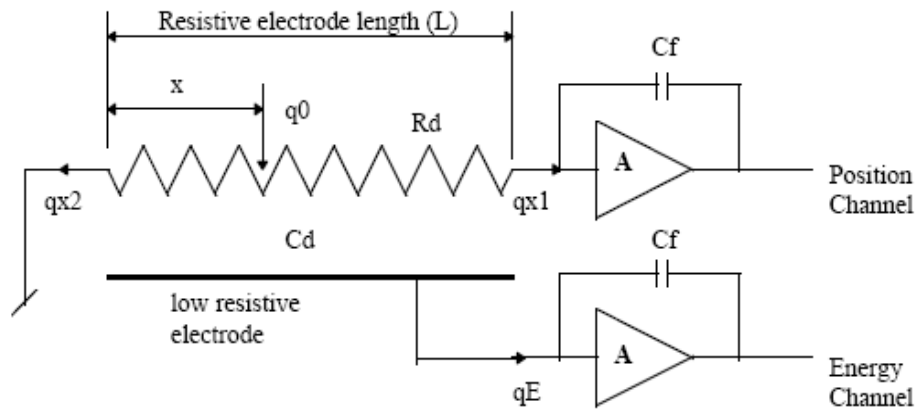 Resistive electrode length (L)
Cf
x
q0
Rd
A
Position
Channel
qx2
qx1
Cd
Cf
low resistive
electrode
A
Energy
Channel
qE